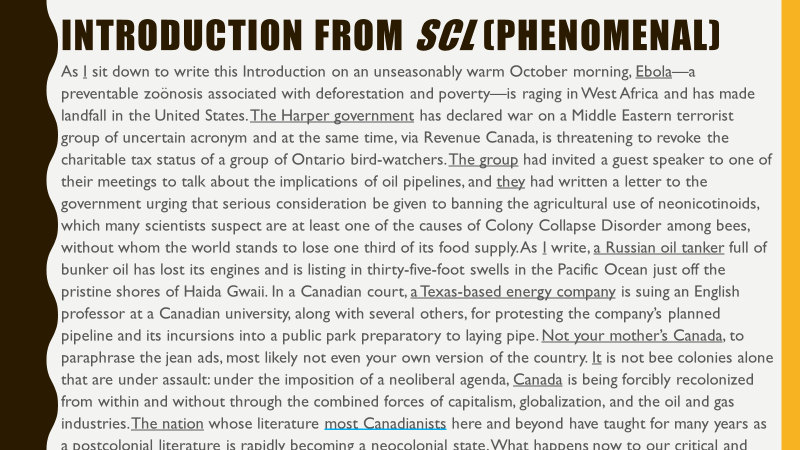 INTRODUCTION FROM SCL (PHENOMENAL)
As I sit down to write this Introduction on an unseasonably warm October morning, Ebola—a
preventable zoönosis associated with deforestation and poverty—is raging in West Africa and has made
landfall in the United States. The Harper government has declared war on a Middle Eastern terrorist
group of uncertain acronym and at the same time, via Revenue Canada, is threatening to revoke the
charitable tax status of a group of Ontario bird-watchers. The group had invited a guest speaker to one of
their meetings to talk about the implications of oil pipelines, and they had written a letter to the
government urging that serious consideration be given to banning the agricultural use of neonicotinoids,
which many scientists suspect are at least one of the causes of Colony Collapse Disorder among bees,
without whom the world stands to lose one third of its food supply. As I write, a Russian oil tanker full of
bunker oil has lost its engines and is listing in thirty-five-foot swells in the Pacific Ocean just off the
pristine shores of Haida Gwaii. In a Canadian court, a Texas-based energy company is suing an English
professor at a Canadian university, along with several others, for protesting the company's planned
pipeline and its incursions into a public park preparatory to laying pipe. Not your mother's Canada, to
paraphrase the jean ads, most likely not even your own version of the country. It is not bee colonies alone
that are under assault: under the imposition of a neoliberal agenda, Canada is being forcibly recolonized
from within and without through the combined forces of capitalism, globalization, and the oil and gas
industries. The nation whose literature most Canadianists here and beyond have taught for many years as
a postcolonial literature is rapidly becoming a neocolonial state. What happens now to our critical and